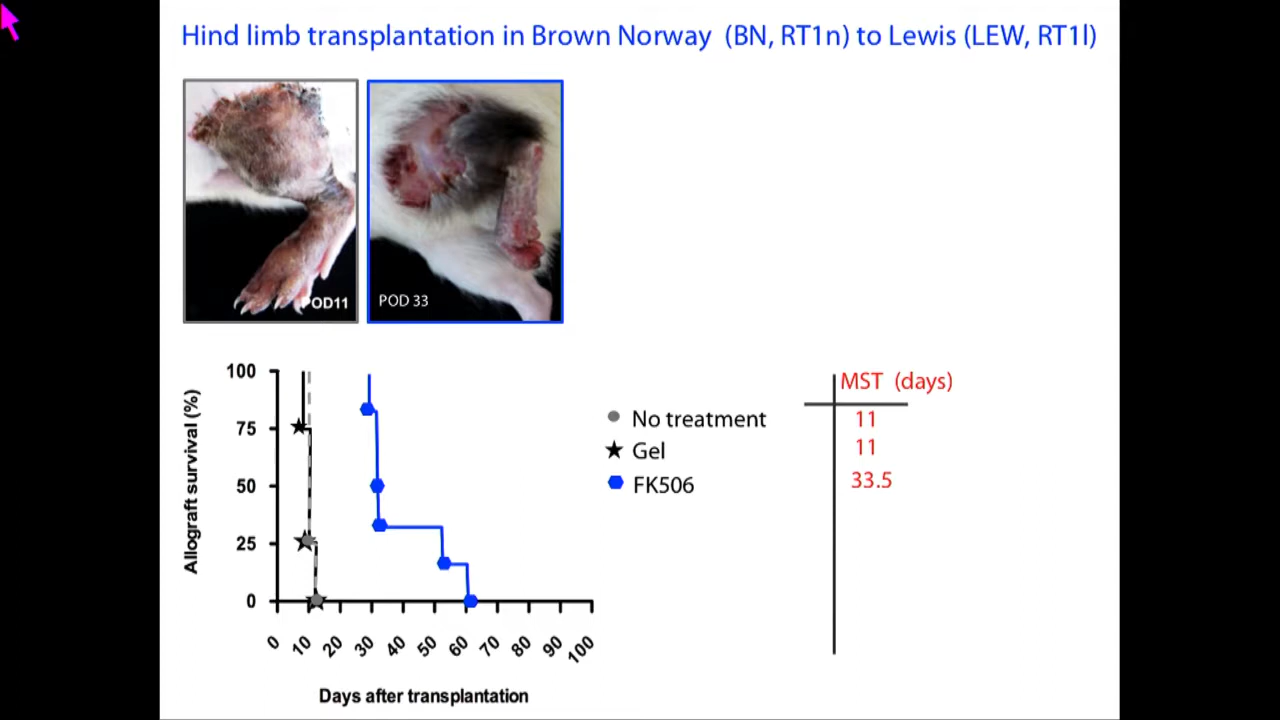 Hind limb transplantation in Brown Norway (BN, RT1n) to Lewis (LEW, RT1l)
POD11
POD 33
Allograft survival (%)
100
75
50
25
0
0 10 20 30 40 50 60 70 80 90 100
Days after transplantation
No treatment
Gel
FK506
MST (days)
11
11
33.5